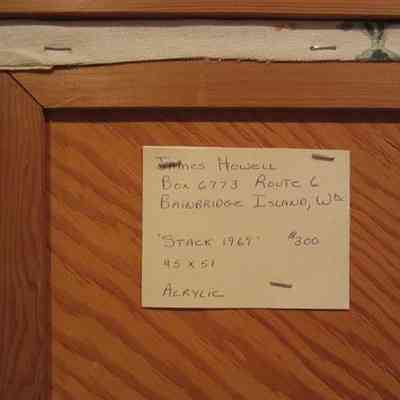 James Howell
Box 6773 Route 6
Bainbridge Island, Wa
"Stack 1969" $300
45 x 51
Acrylic